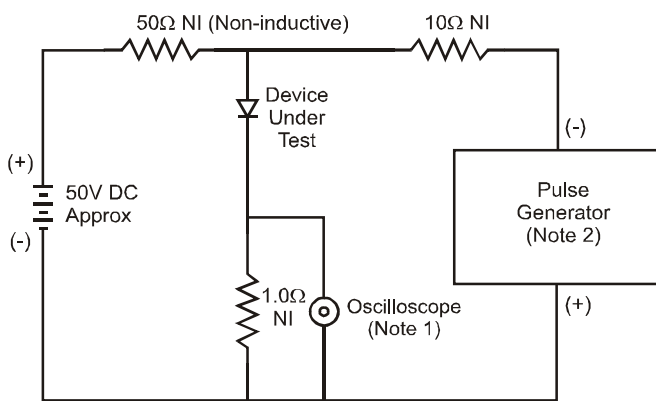 50Ω NI (Non-inductive)
10Ω NI
Device
Under
Test
(-)
(+)
50V DC
Approx
(-)
Pulse
Generator
(Note 2)
1.0Ω
NI
Oscilloscope
(Note 1)
(+)